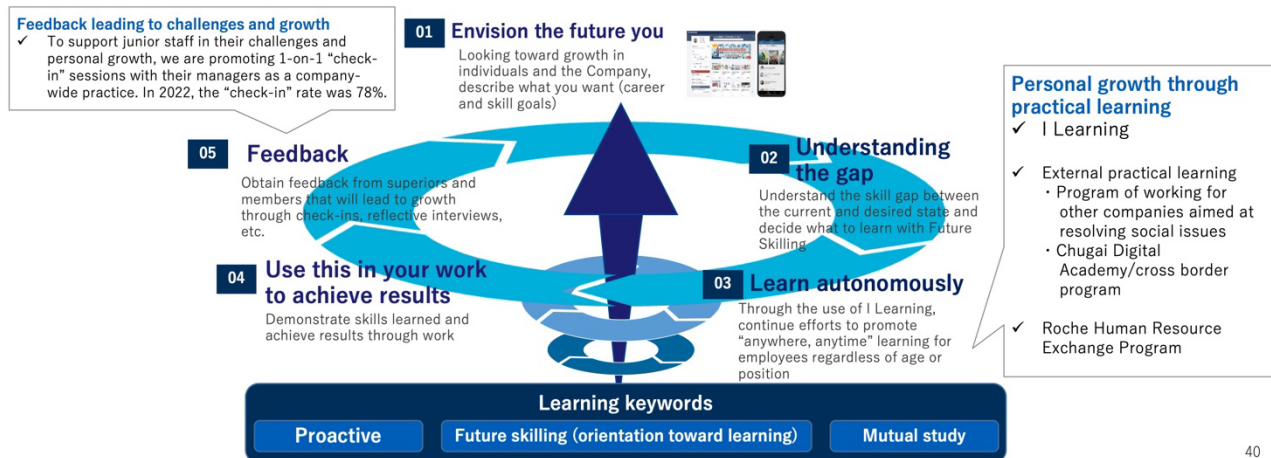 Feedback leading to challenges and growth
✓ To support junior staff in their challenges and
personal growth, we are promoting 1-on-1 “check-
in” sessions with their managers as a company-
wide practice. In 2022, the “check-in” rate was 78%.
01 Envision the future you
Looking toward growth in
individuals and the Company,
describe what you want (career
and skill goals)
02 Understanding
the gap
Understand the skill gap between
the current and desired state and
decide what to learn with Future
Skilling
03 Learn autonomously
Through the use of I Learning,
continue efforts to promote
“anywhere, anytime” learning for
employees regardless of age or
position
04 Use this in your work
to achieve results
Demonstrate skills learned and
achieve results through work
05 Feedback
Obtain feedback from superiors and
members that will lead to growth
through check-ins, reflective interviews,
etc.
Personal growth through
practical learning
✓ I Learning
✓ External practical learning
・Program of working for
other companies aimed at
resolving social issues
・Chugai Digital
Academy/cross border
program
✓ Roche Human Resource
Exchange Program
Learning keywords
Proactive
Future skilling (orientation toward learning)
Mutual study
40